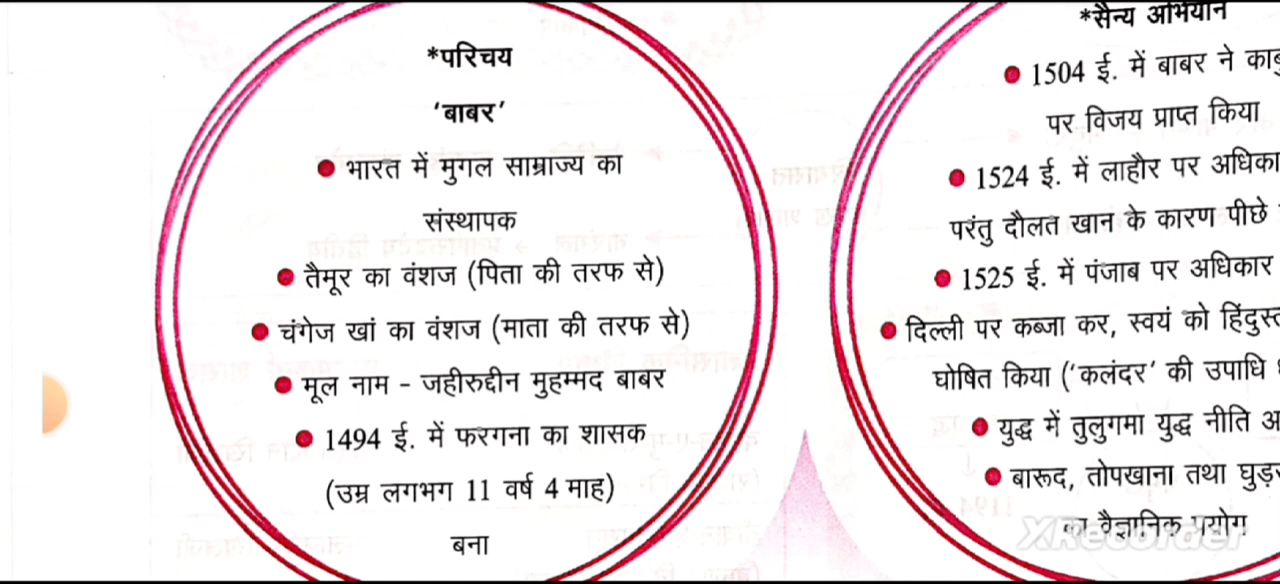 *परिचय
'बाबर'
● भारत में मुगल साम्राज्य का
संस्थापक
● तैमूर का वंशज (पिता की तरफ से)
● चंगेज खां का वंशज (माता की तरफ से)
● मूल नाम - जहीरुद्दीन मुहम्मद बाबर
● 1494 ई. में फरगना का शासक
(उम्र लगभग 11 वर्ष 4 माह)
बना
*सैन्य अभियान
● 1504 ई. में बाबर ने
पर विजय प्राप्त किया
● 1524 ई. में लाहौर पर
परंतु दौलत खान के कारण पीछे
● 1525 ई. में पंजाब पर अधिकार
● दिल्ली पर कब्जा कर, स्वयं को
घोषित किया ('कलंदर' की उपाधि
● युद्ध में तुलुगमा युद्ध नीति
● बारूद, तोपखाना तथा
का वैज्ञानिक प्रयोग
XRecorder